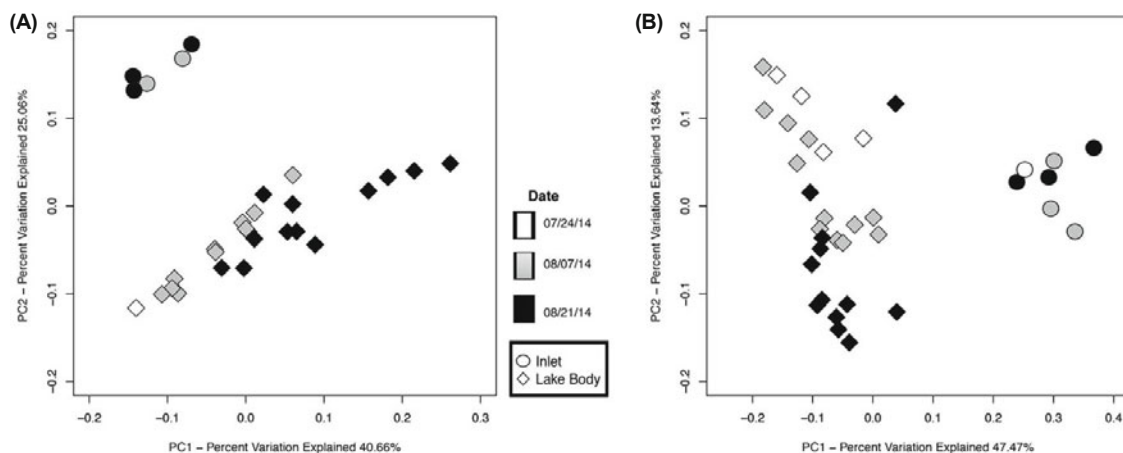 (A)
PC2 – Percent Variation Explained 25.06%
0.2
0.1
0.0
−0.1
−0.2
−0.2 −0.1 0.0 0.1 0.2 0.3
PC1 – Percent Variation Explained 40.66%
Date
07/24/14
08/07/14
08/21/14
Inlet
Lake Body
(B)
PC2 – Percent Variation Explained 13.64%
0.2
0.1
0.0
−0.1
−0.2
−0.2 −0.1 0.0 0.1 0.2 0.3 0.4
PC1 – Percent Variation Explained 47.47%